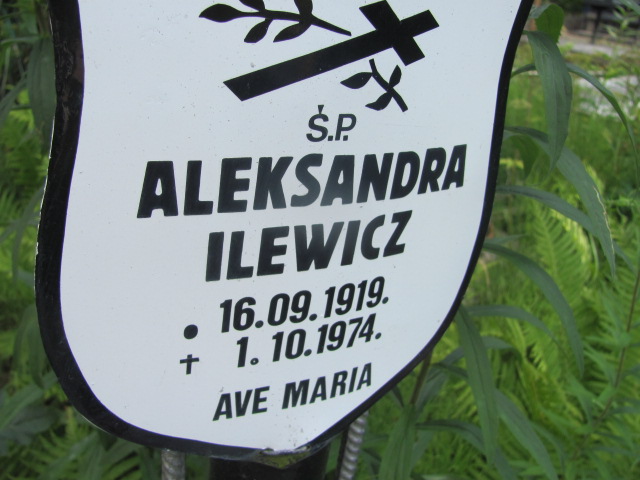 Ś.P.
ALEKSANDRA
ILEWICZ
● 16.09.1919.
✝ 1.10.1974.
AVE MARIA